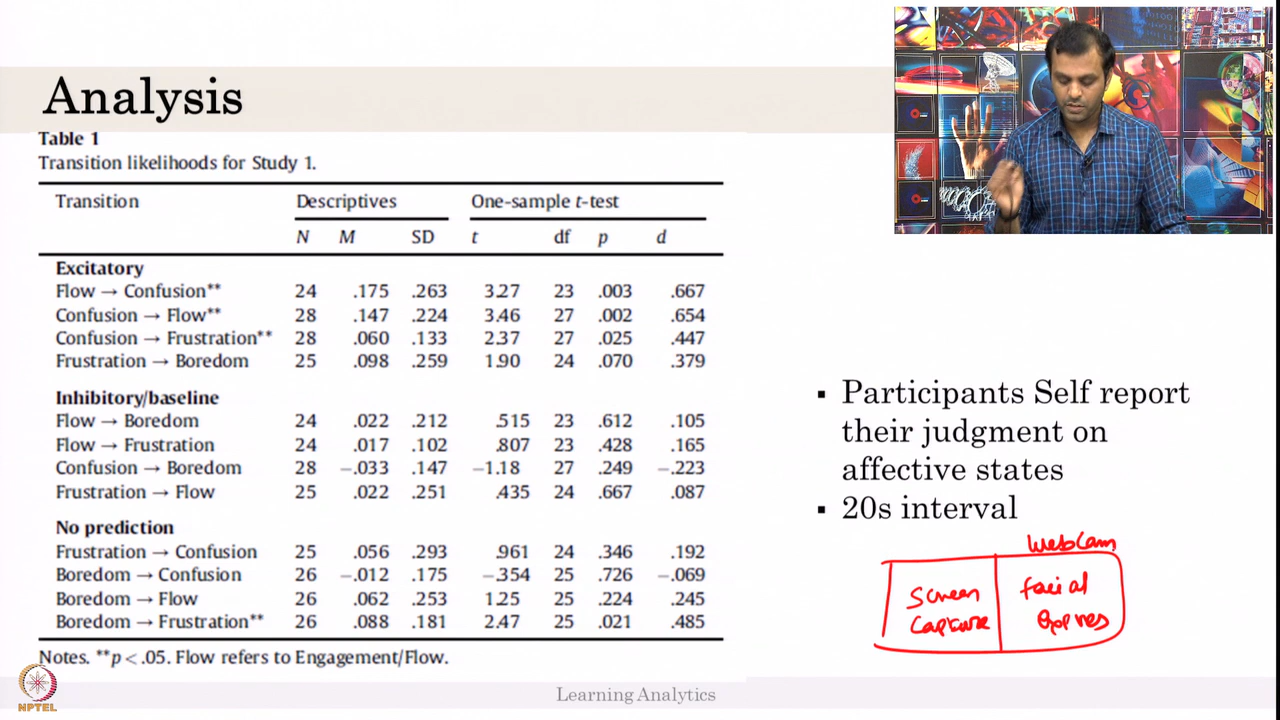 Analysis
Table 1
Transition likelihoods for Study 1.
Transition Descriptives One-sample t-test
N M SD t df p d
Excitatory
Flow → Confusion** 24 .175 .263 3.27 23 .003 .667
Confusion → Flow** 28 .147 .224 3.46 27 .002 .654
Confusion → Frustration** 28 .060 .133 2.37 27 .025 .447
Frustration → Boredom 25 .098 .259 1.90 24 .070 .379
Inhibitory/baseline
Flow → Boredom 24 .022 .212 .515 23 .612 .105
Flow → Frustration 24 .017 .102 .807 23 .428 .165
Confusion → Boredom 28 −.033 .147 −1.18 27 .249 −.223
Frustration → Flow 25 .022 .251 .435 24 .667 .087
No prediction
Frustration → Confusion 25 .056 .293 .961 24 .346 .192
Boredom → Confusion 26 −.012 .175 −.354 25 .726 −.069
Boredom → Flow 26 .062 .253 1.25 25 .224 .245
Boredom → Frustration** 26 .088 .181 2.47 25 .021 .485
Notes. **p < .05. Flow refers to Engagement/Flow.
▪ Participants Self report
their judgment on
affective states
▪ 20s interval
Webcam
Screen
Capture
facial
Expres
NPTEL
Learning Analytics